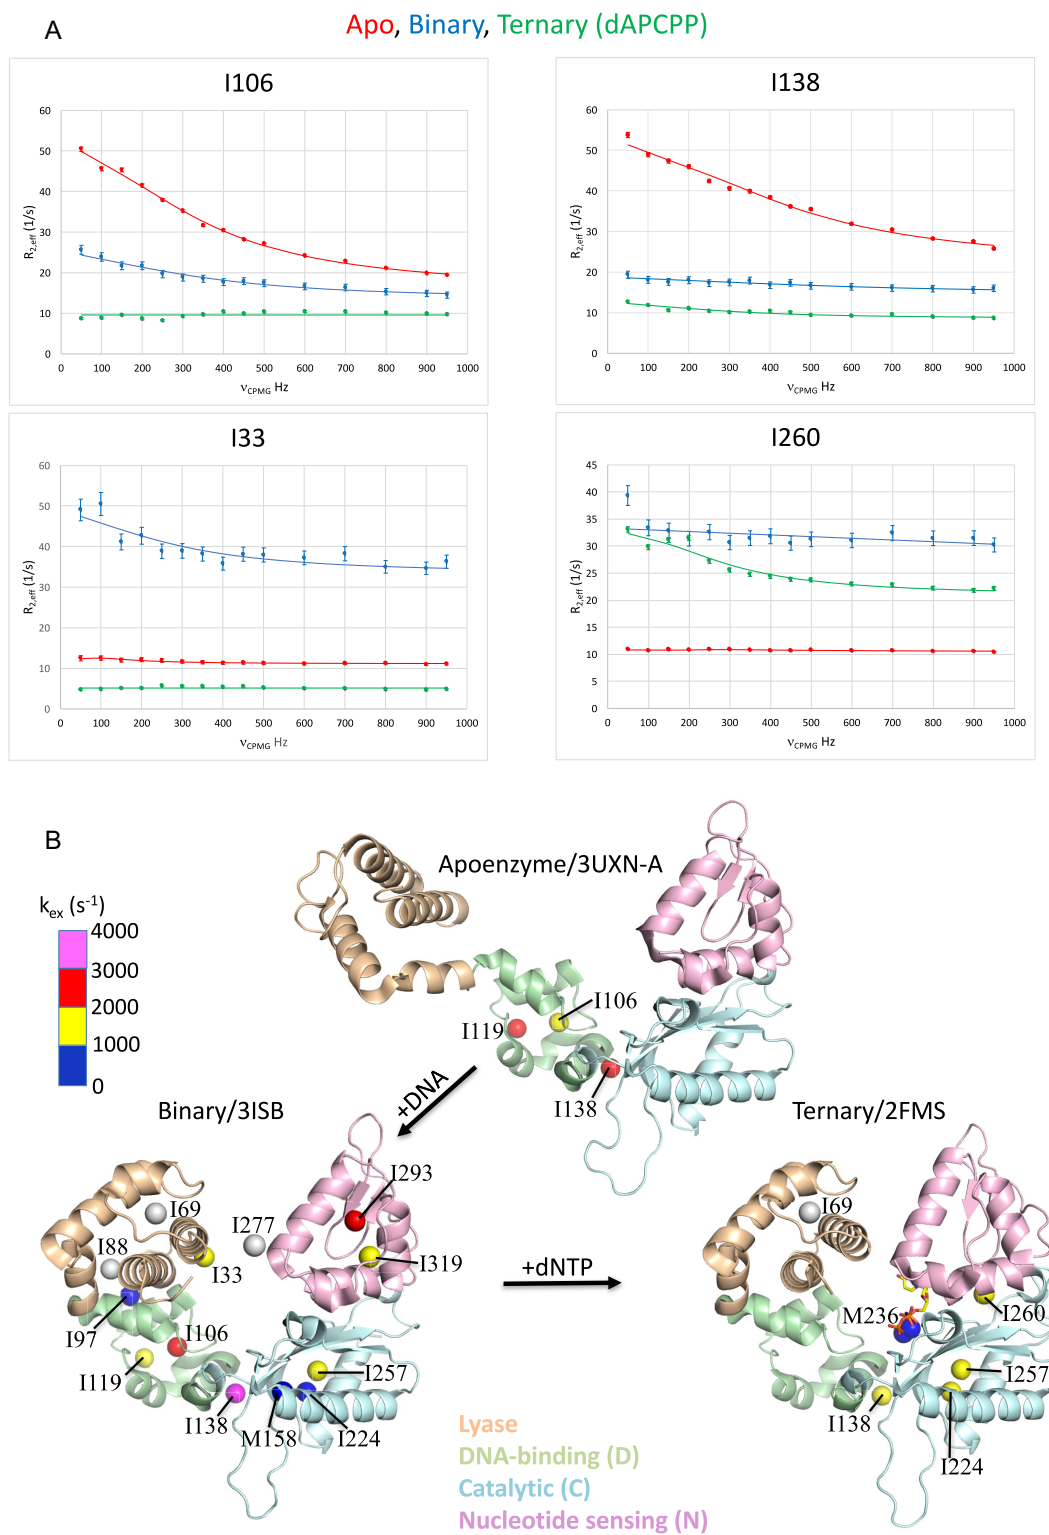 A
Apo, Binary, Ternary (dAPCPP)
I106
60
50
40
30
20
10
0
R2,eff (1/s)
0 100 200 300 400 500 600 700 800 900 1000
νCPMG Hz
I138
60
50
40
30
20
10
0
R2,eff (1/s)
0 100 200 300 400 500 600 700 800 900 1000
νCPMG Hz
I33
60
50
40
30
20
10
0
R2,eff (1/s)
0 100 200 300 400 500 600 700 800 900 1000
νCPMG Hz
I260
45
40
35
30
25
20
15
10
5
0
R2,eff (1/s)
0 100 200 300 400 500 600 700 800 900 1000
νCPMG Hz
B
Apoenzyme/3UXN-A
kex (s-1)
4000
3000
2000
1000
0
I106
I119
I138
+DNA
Binary/3ISB
I293
I69
I277
I88
I33
I319
I97
I106
I119
I257
I138
M158
I224
+dNTP
Ternary/2FMS
I69
M236
I260
I257
I138
I224
Lyase
DNA-binding (D)
Catalytic (C)
Nucleotide sensing (N)